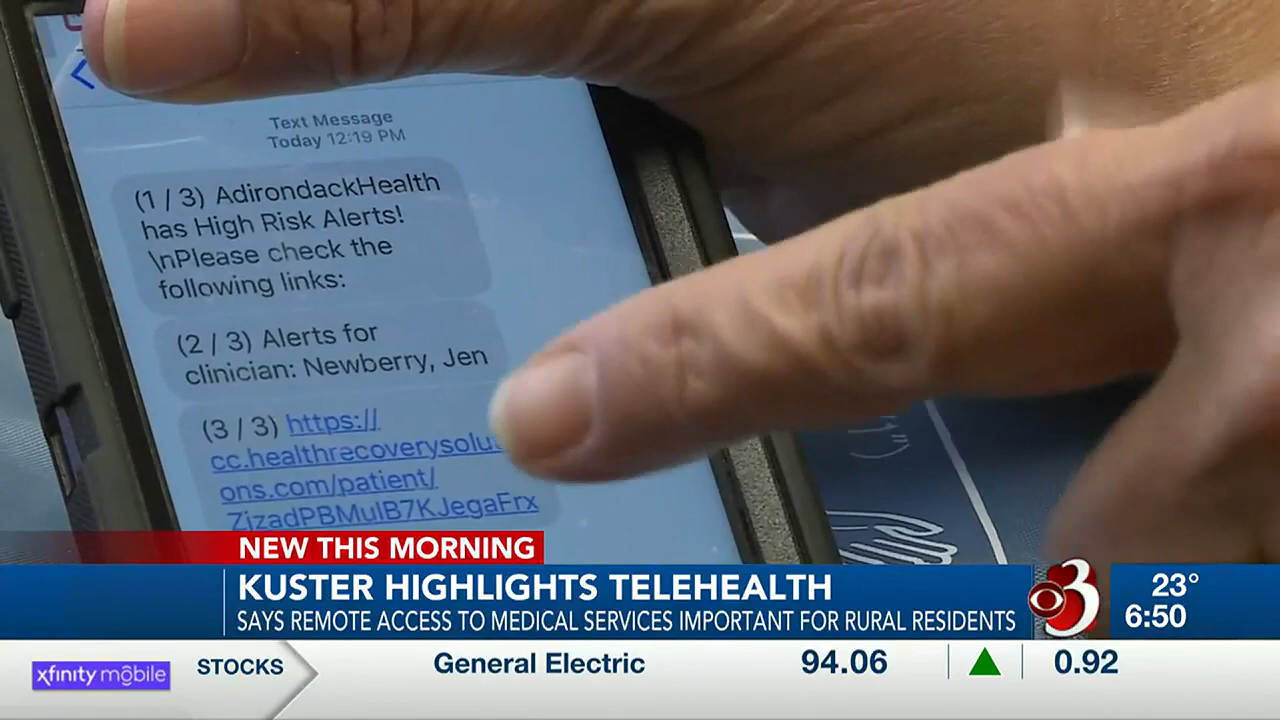 Text Message
Today 12:19 PM
(1 / 3) AdirondackHealth
has High Risk Alerts!
\nPlease check the
following links:
(2 / 3) Alerts for
clinician: Newberry, Jen
(3 / 3) https://
cc.healthrecoverysolu
ons.com/patient/
ZizadPBMuIB7KJegaFrx
NEW THIS MORNING
KUSTER HIGHLIGHTS TELEHEALTH
SAYS REMOTE ACCESS TO MEDICAL SERVICES IMPORTANT FOR RURAL RESIDENTS
3
23°
6:50
xfinity mobile
STOCKS
General Electric
94.06
0.92